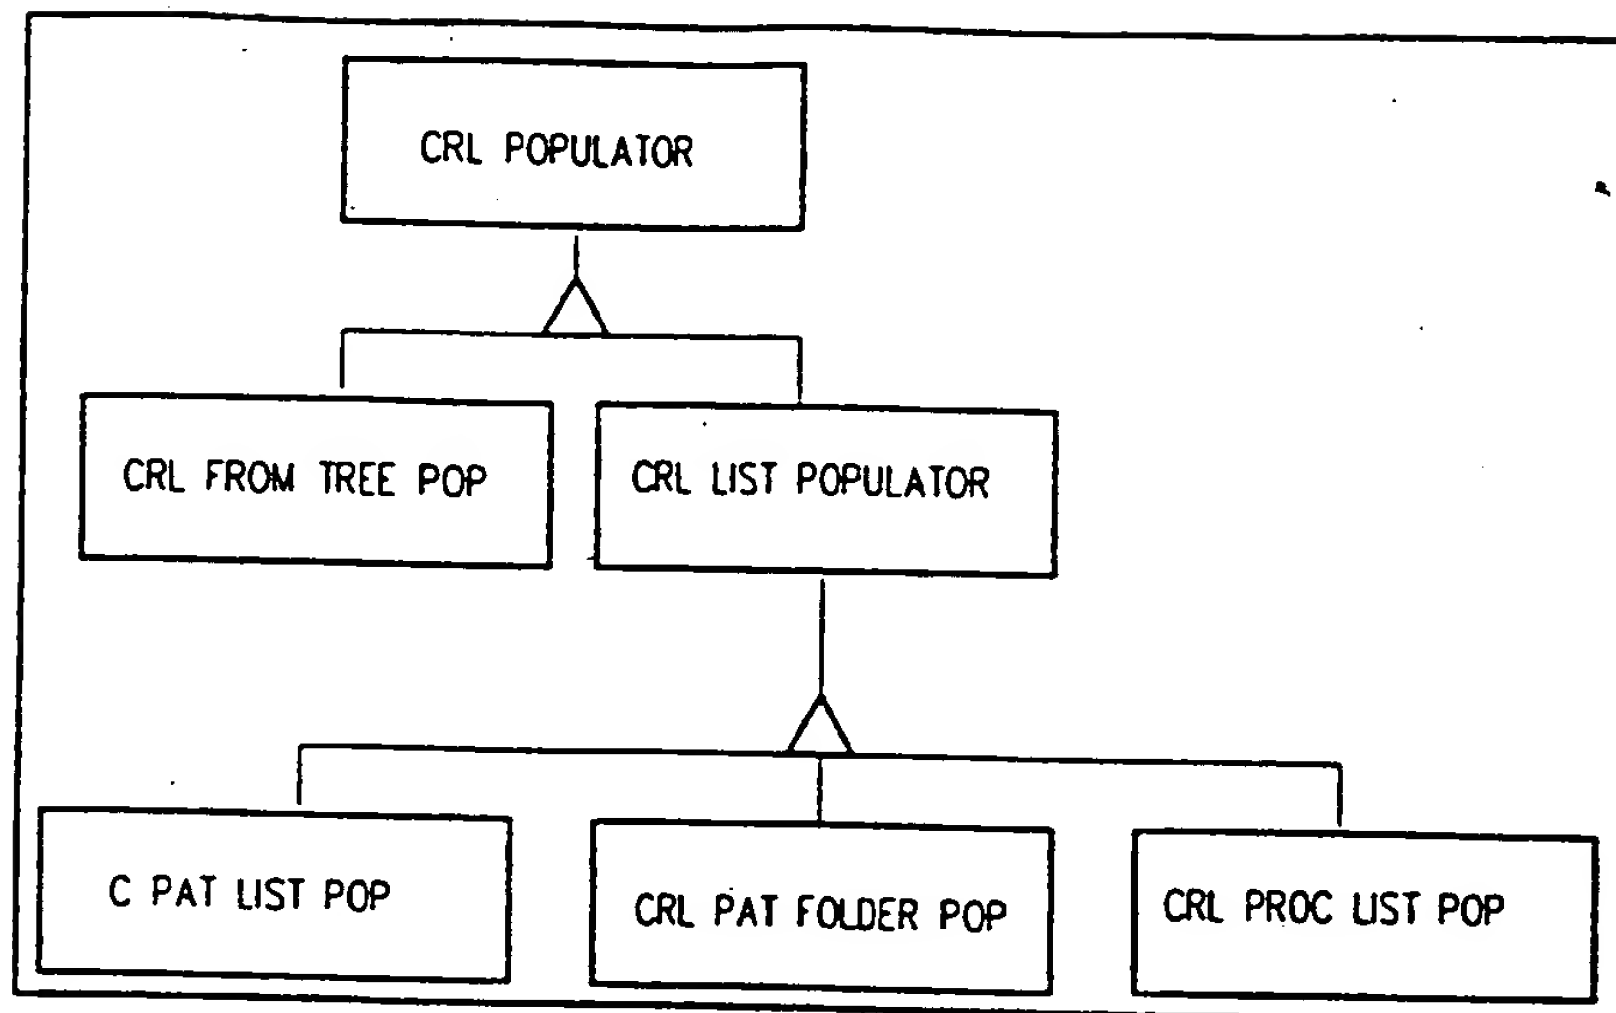 CRL POPULATOR
CRL FROM TREE POP
CRL LIST POPULATOR
C PAT LIST POP
CRL PAT FOLDER POP
CRL PROC LIST POP